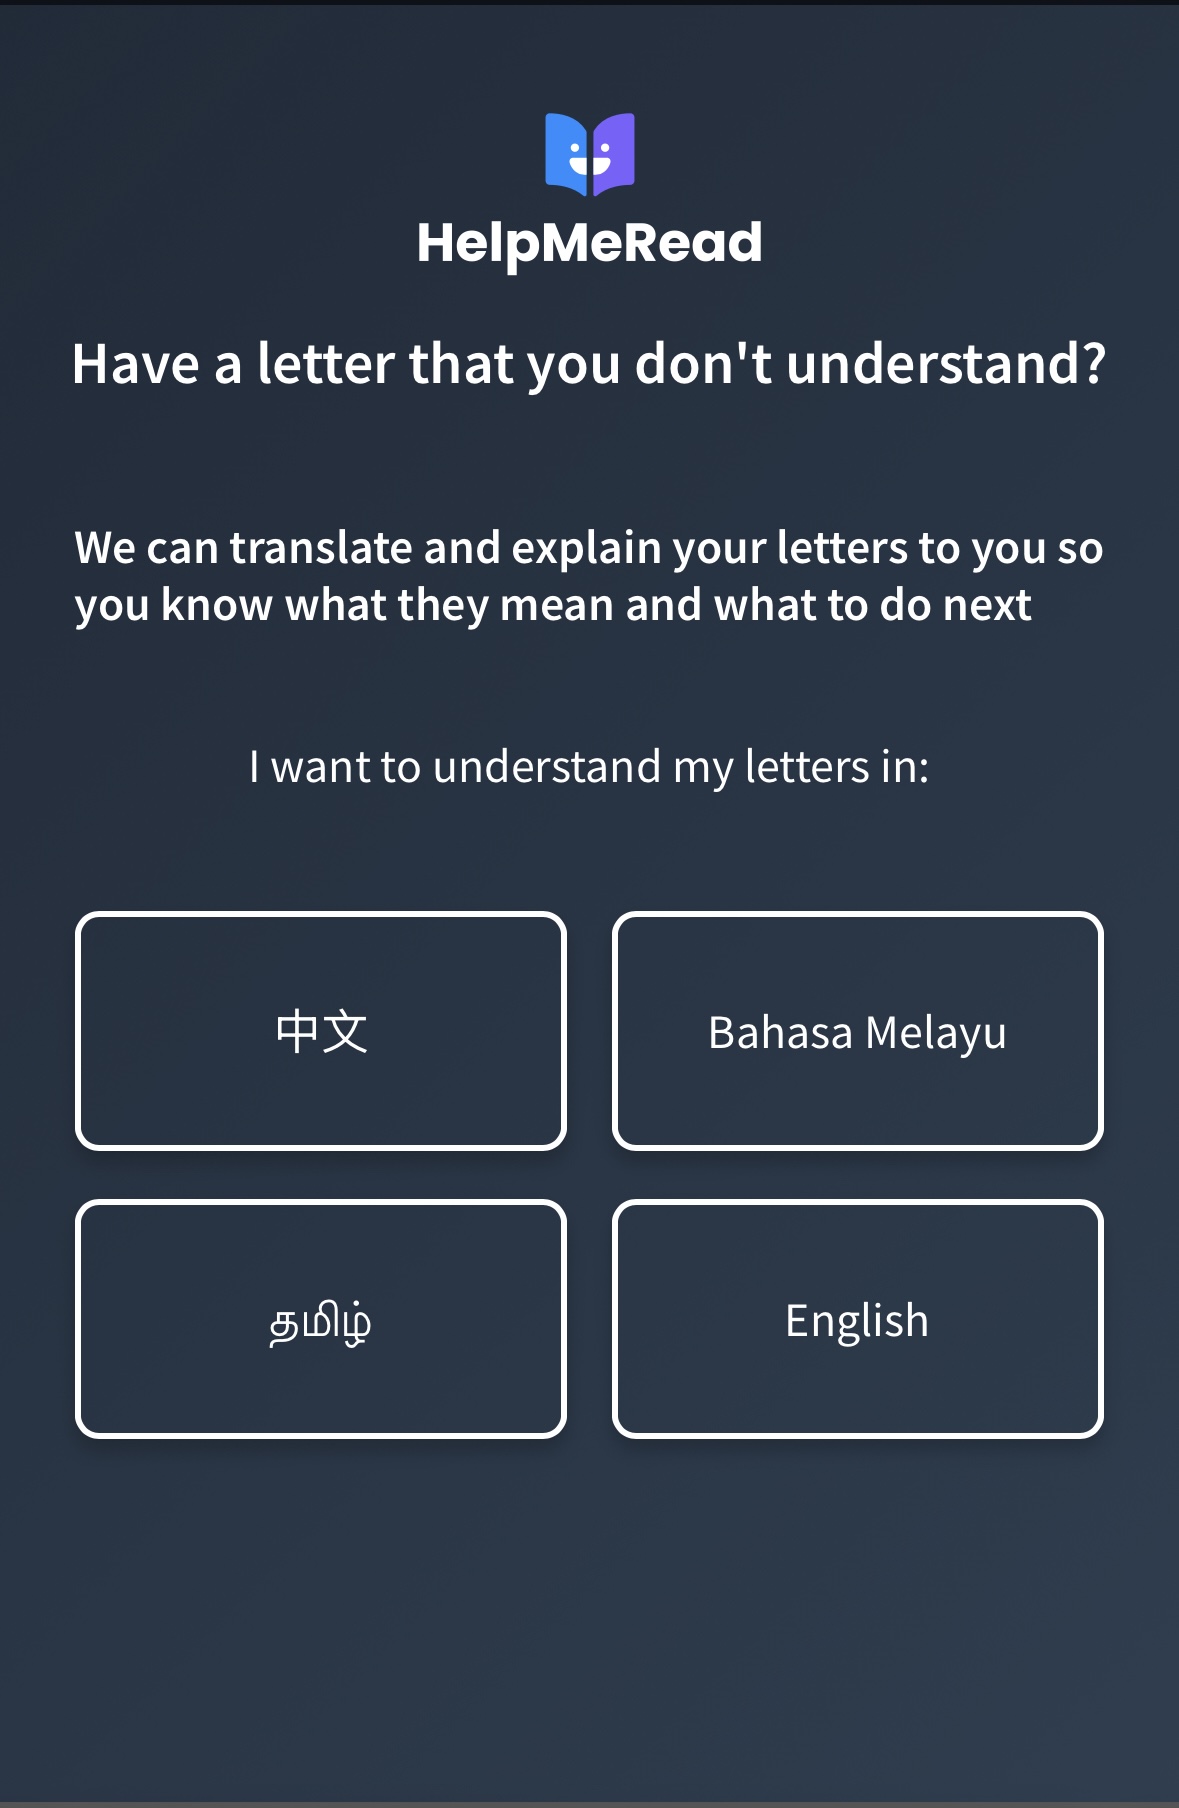 HelpMeRead
Have a letter that you don't understand?
We can translate and explain your letters to you so
you know what they mean and what to do next
I want to understand my letters in:
中文
Bahasa Melayu
தமிழ்
English